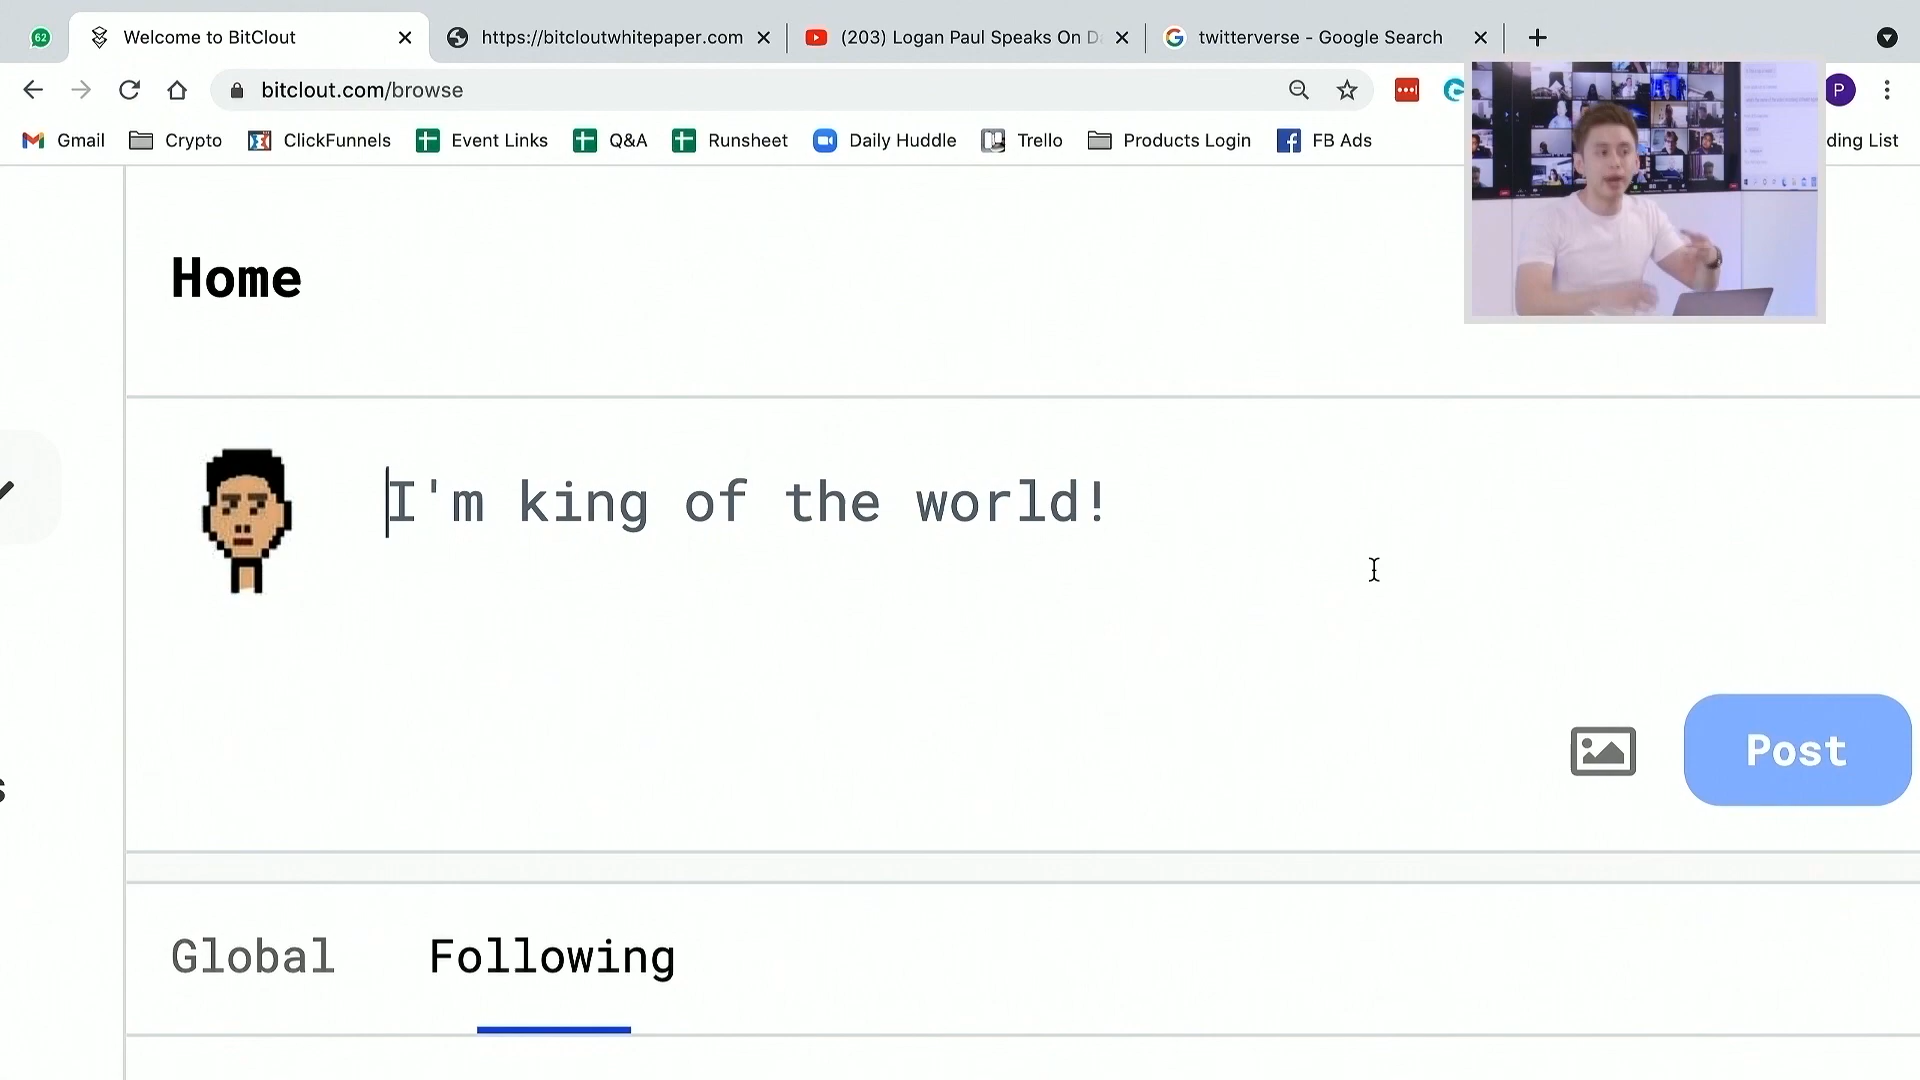 62
Welcome to BitClout
https://bitcloutwhitepaper.com
(203) Logan Paul Speaks On D
twitterverse - Google Search
bitclout.com/browse
P
Gmail
Crypto
ClickFunnels
Event Links
Q&A
Runsheet
Daily Huddle
Trello
Products Login
FB Ads
ding List
Home
I'm king of the world!
Post
s
Global
Following